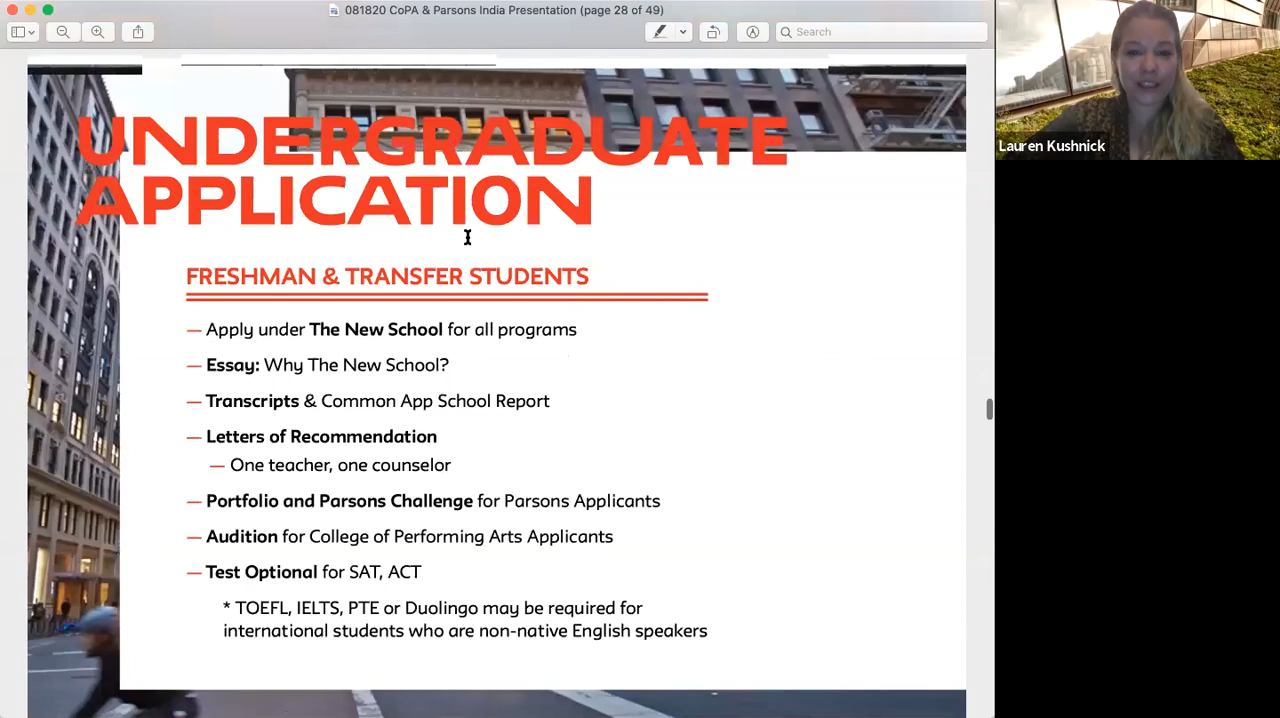 081820 CoPA & Parsons India Presentation (page 28 of 49)
Search
Lauren Kushnick
UNDERGRADUATE
APPLICATION
FRESHMAN & TRANSFER STUDENTS
— Apply under The New School for all programs
— Essay: Why The New School?
— Transcripts & Common App School Report
— Letters of Recommendation
— One teacher, one counselor
— Portfolio and Parsons Challenge for Parsons Applicants
— Audition for College of Performing Arts Applicants
— Test Optional for SAT, ACT
* TOEFL, IELTS, PTE or Duolingo may be required for
international students who are non-native English speakers